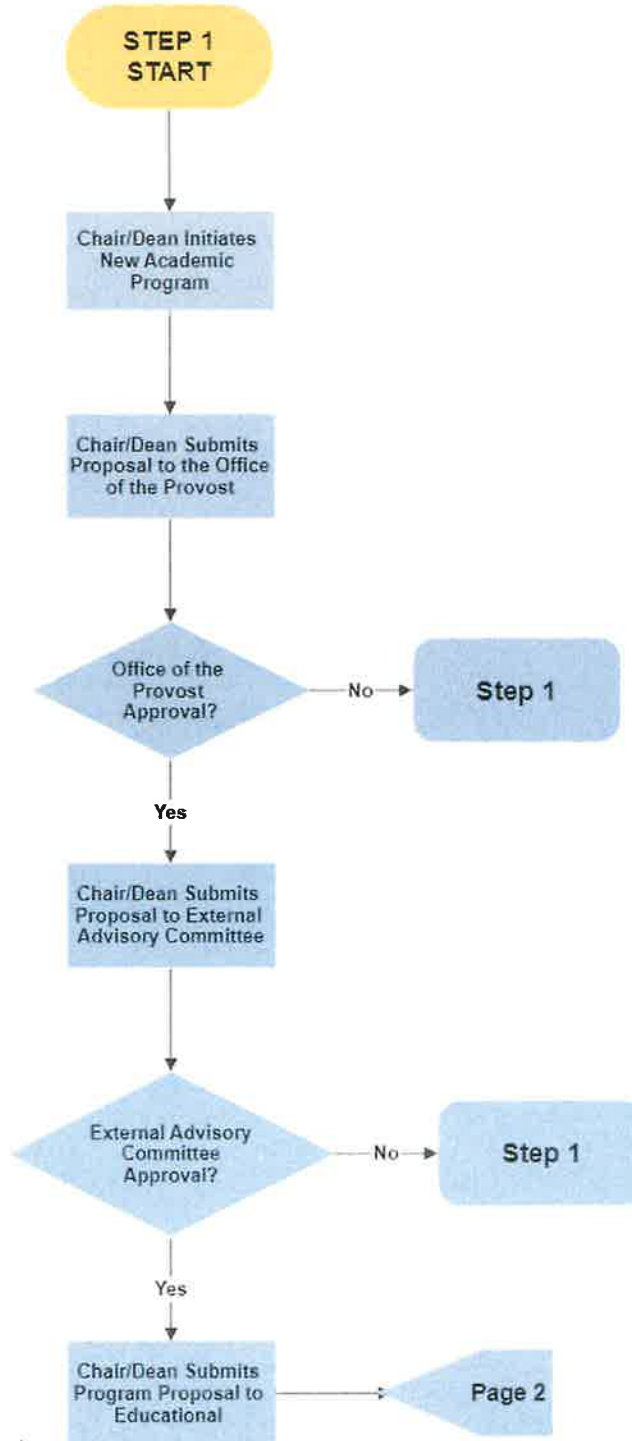 STEP 1
START
Chair/Dean Initiates
New Academic
Program
Chair/Dean Submits
Proposal to the Office
of the Provost
Office of the
Provost
Approval?
No
Step 1
Yes
Chair/Dean Submits
Proposal to External
Advisory Committee
External Advisory
Committee
Approval?
No
Step 1
Yes
Chair/Dean Submits
Program Proposal to
Educational
Page 2